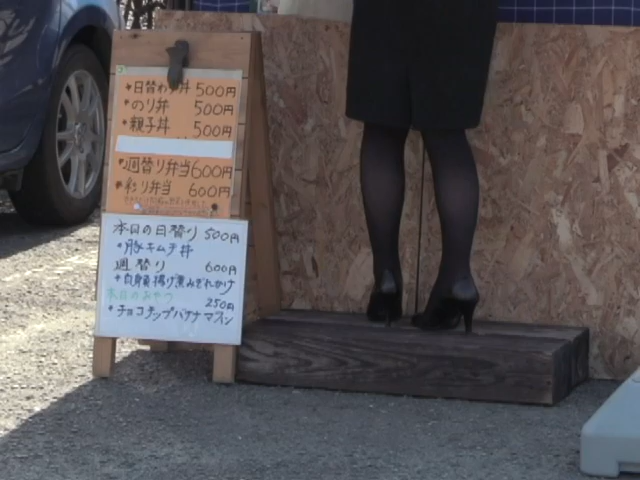 *日替わり丼 500円
*のり弁 500円
*親子丼 500円
*週替り弁当 600円
*彩り弁当 600円
本日の日替り 500円
*豚キムチ丼
週替り 600円
*白身魚揚げ浸みぞれかけ
本日のおやつ 250円
*チョコチップバナナマフィン